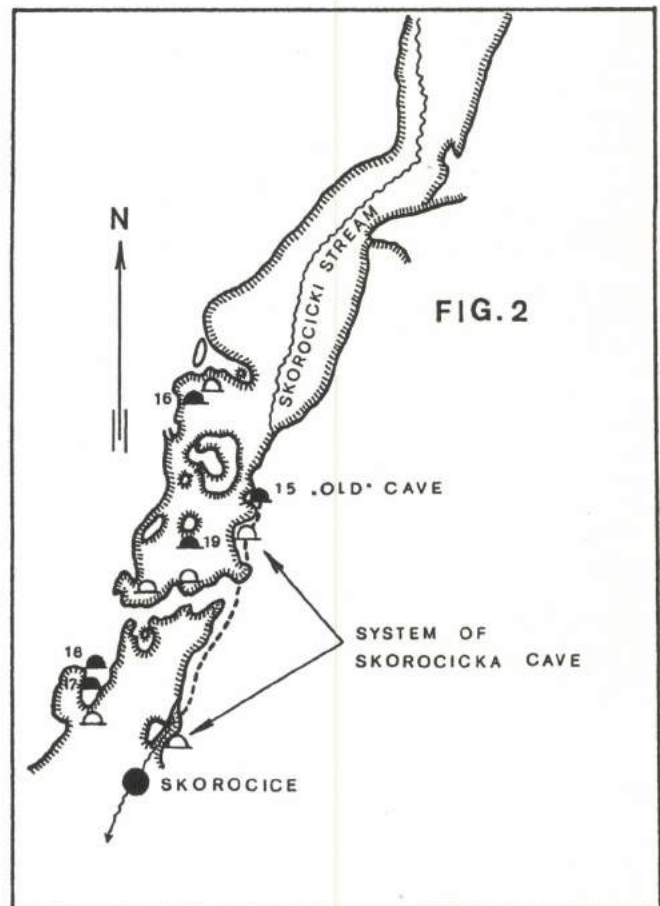 N
SKOROCICKI STREAM
FIG.2
16
15 „OLD" CAVE
19
SYSTEM OF
SKOROCICKA CAVE
18
17
SKOROCICE